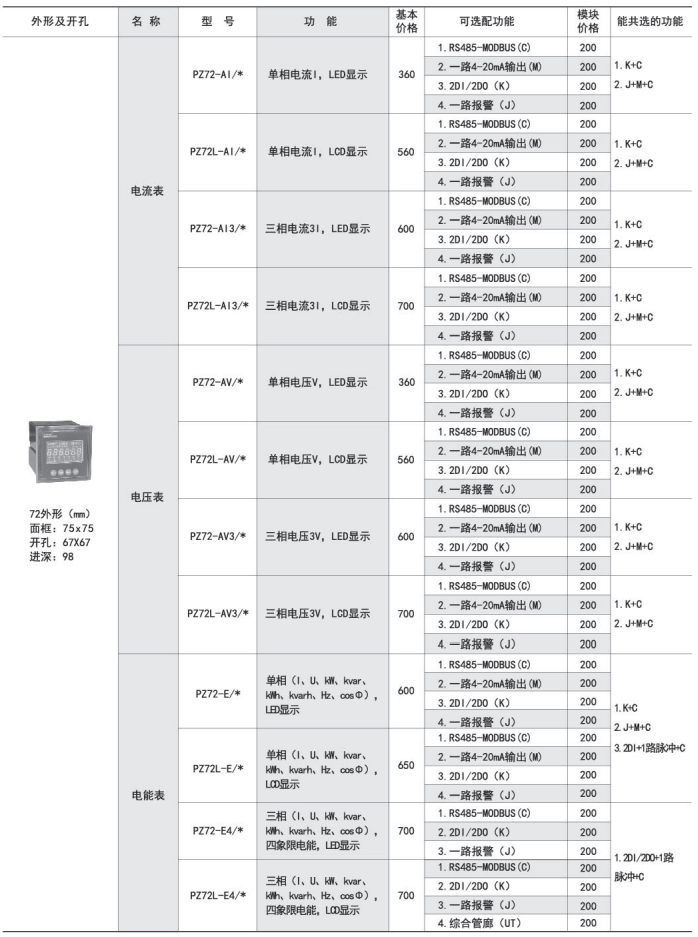 外形及开孔 名 称 型 号 功 能 基本价格 可选配功能 模块价格 能共选的功能
72外形（mm）
面框：75x75
开孔：67X67
进深：98
电流表
PZ72-AI/* 单相电流I，LED显示 360
1.RS485-MODBUS(C) 200
2.一路4-20mA输出(M) 200
3.2DI/2DO（K） 200
4.一路报警（J） 200
1. K+C
2. J+M+C
PZ72L-AI/* 单相电流I，LCD显示 560
1.RS485-MODBUS(C) 200
2.一路4-20mA输出(M) 200
3.2DI/2DO（K） 200
4.一路报警（J） 200
1. K+C
2. J+M+C
PZ72-AI3/* 三相电流3I，LED显示 600
1.RS485-MODBUS(C) 200
2.一路4-20mA输出(M) 200
3.2DI/2DO（K） 200
4.一路报警（J） 200
1. K+C
2. J+M+C
PZ72L-AI3/* 三相电流3I，LCD显示 700
1.RS485-MODBUS(C) 200
2.一路4-20mA输出(M) 200
3.2DI/2DO（K） 200
4.一路报警（J） 200
1. K+C
2. J+M+C
电压表
PZ72-AV/* 单相电压V，LED显示 360
1.RS485-MODBUS(C) 200
2.一路4-20mA输出(M) 200
3.2DI/2DO（K） 200
4.一路报警（J） 200
1. K+C
2. J+M+C
PZ72L-AV/* 单相电压V，LCD显示 560
1.RS485-MODBUS(C) 200
2.一路4-20mA输出(M) 200
3.2DI/2DO（K） 200
4.一路报警（J） 200
1. K+C
2. J+M+C
PZ72-AV3/* 三相电压3V，LED显示 600
1.RS485-MODBUS(C) 200
2.一路4-20mA输出(M) 200
3.2DI/2DO（K） 200
4.一路报警（J） 200
1. K+C
2. J+M+C
PZ72L-AV3/* 三相电压3V，LCD显示 700
1.RS485-MODBUS(C) 200
2.一路4-20mA输出(M) 200
3.2DI/2DO（K） 200
4.一路报警（J） 200
1. K+C
2. J+M+C
电能表
PZ72-E/*
单相（I、U、kW、kvar、
kWh、kvarh、Hz、cosΦ），
LED显示
600
1.RS485-MODBUS(C) 200
2.一路4-20mA输出(M) 200
3.2DI/2DO（K） 200
4.一路报警（J） 200
PZ72L-E/*
单相（I、U、kW、kvar、
kWh、kvarh、Hz、cosΦ），
LCD显示
650
1.RS485-MODBUS(C) 200
2.一路4-20mA输出(M) 200
3.2DI/2DO（K） 200
4.一路报警（J） 200
1.K+C
2.J+M+C
3.2DI+1路脉冲+C
PZ72-E4/*
三相（I、U、kW、kvar、
kWh、kvarh、Hz、cosΦ），
四象限电能，LED显示
700
1.RS485-MODBUS(C) 200
2.2DI/2DO（K） 200
3.一路报警（J） 200
PZ72L-E4/*
三相（I、U、kW、kvar、
kWh、kvarh、Hz、cosΦ），
四象限电能，LCD显示
700
1.RS485-MODBUS(C) 200
2.2DI/2DO（K） 200
3.一路报警（J） 200
4.综合管廊（UT） 200
1.2DI/2DO+1路
脉冲+C